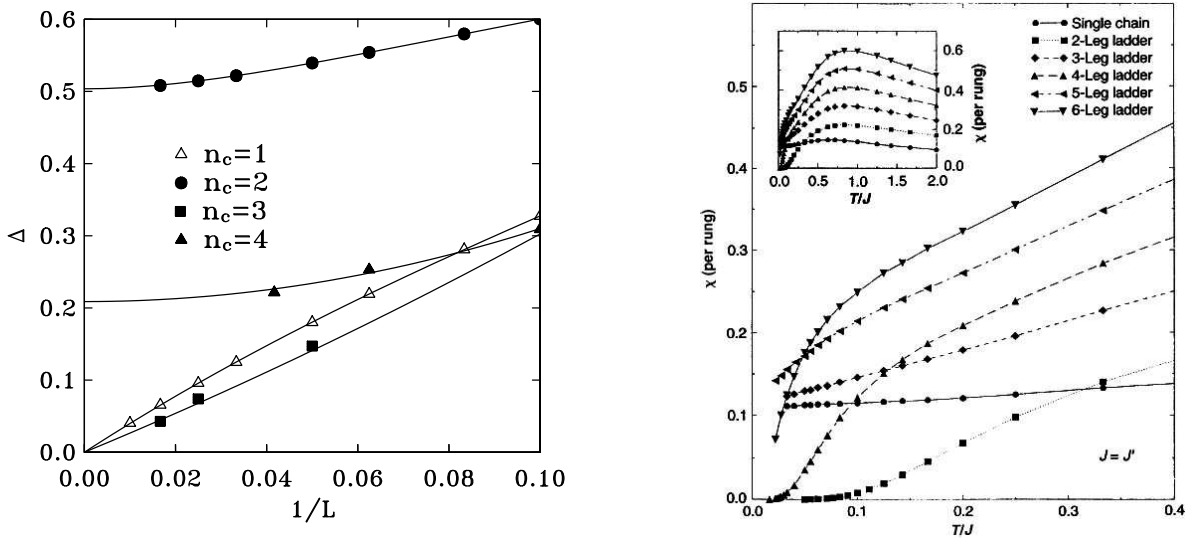 0.6
0.5
0.4
0.3
0.2
0.1
0.0
Δ
n_c=1
n_c=2
n_c=3
n_c=4
0.00 0.02 0.04 0.06 0.08 0.10
1/L
0.5
0.4
0.3
0.2
0.1
0.0
χ (per rung)
0.6
0.4
0.2
0.0
χ (per rung)
0.0 0.5 1.0 1.5 2.0
T/J
Single chain
2-Leg ladder
3-Leg ladder
4-Leg ladder
5-Leg ladder
6-Leg ladder
J = J'
0.0 0.1 0.2 0.3 0.4
T/J